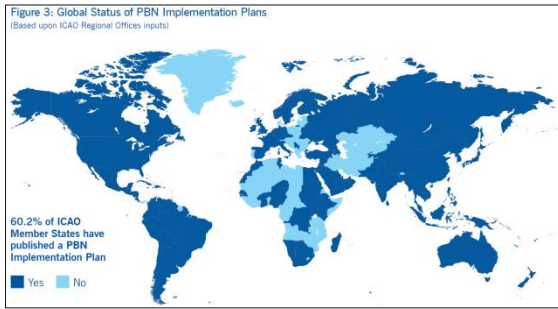 Figure 3: Global Status of PBN Implementation Plans
(Based upon ICAO Regional Offices inputs)
60.2% of ICAO
Member States have
published a PBN
Implementation Plan
Yes No